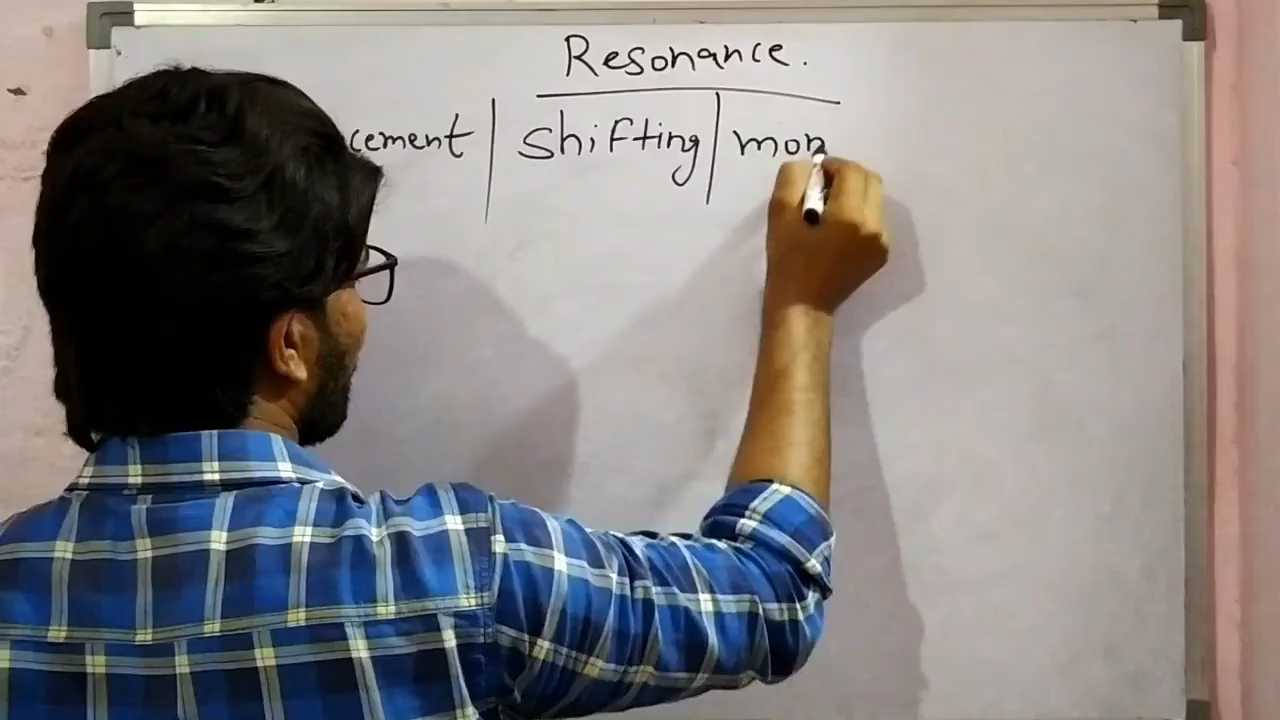 Resonance.
cement | shifting | mon